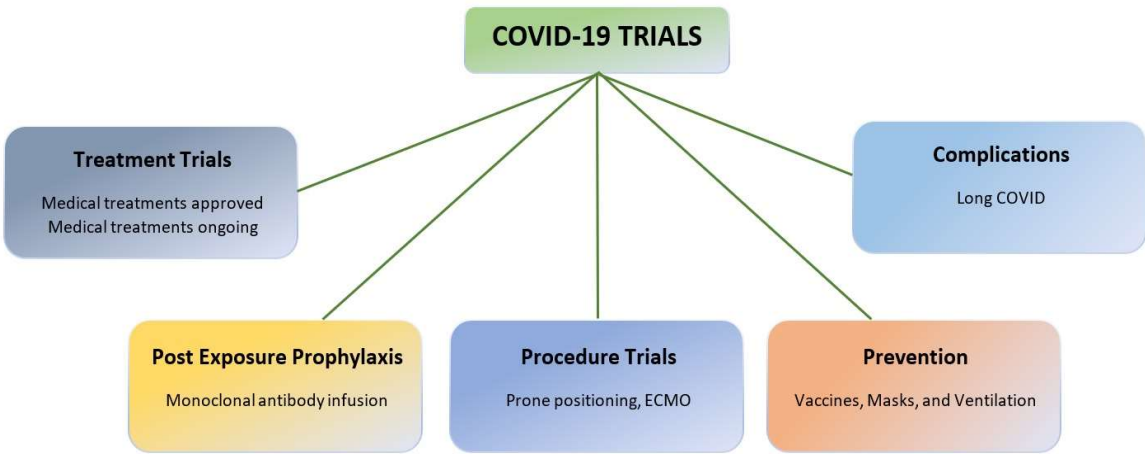 COVID-19 TRIALS
Treatment Trials
Medical treatments approved
Medical treatments ongoing
Complications
Long COVID
Post Exposure Prophylaxis
Monoclonal antibody infusion
Procedure Trials
Prone positioning, ECMO
Prevention
Vaccines, Masks, and Ventilation